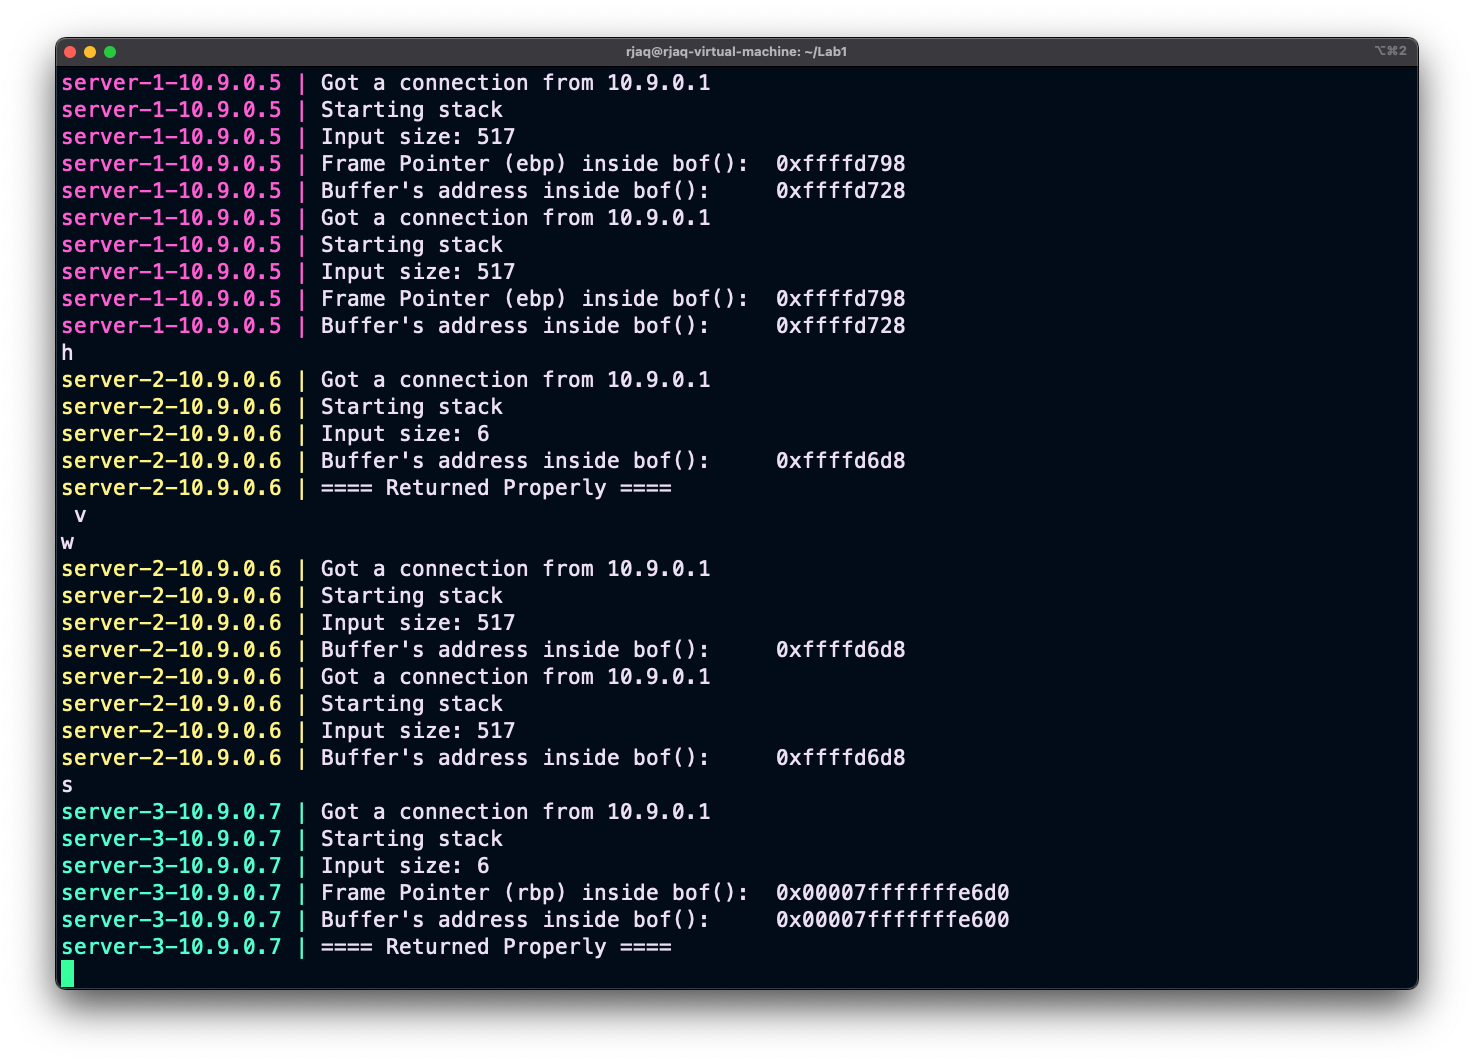 rjaq@rjaq-virtual-machine: ~/Lab1
⌥⌘2
server-1-10.9.0.5 | Got a connection from 10.9.0.1
server-1-10.9.0.5 | Starting stack
server-1-10.9.0.5 | Input size: 517
server-1-10.9.0.5 | Frame Pointer (ebp) inside bof():  0xffffd798
server-1-10.9.0.5 | Buffer's address inside bof():     0xffffd728
server-1-10.9.0.5 | Got a connection from 10.9.0.1
server-1-10.9.0.5 | Starting stack
server-1-10.9.0.5 | Input size: 517
server-1-10.9.0.5 | Frame Pointer (ebp) inside bof():  0xffffd798
server-1-10.9.0.5 | Buffer's address inside bof():     0xffffd728
h
server-2-10.9.0.6 | Got a connection from 10.9.0.1
server-2-10.9.0.6 | Starting stack
server-2-10.9.0.6 | Input size: 6
server-2-10.9.0.6 | Buffer's address inside bof():     0xffffd6d8
server-2-10.9.0.6 | ==== Returned Properly ====
 v
w
server-2-10.9.0.6 | Got a connection from 10.9.0.1
server-2-10.9.0.6 | Starting stack
server-2-10.9.0.6 | Input size: 517
server-2-10.9.0.6 | Buffer's address inside bof():     0xffffd6d8
server-2-10.9.0.6 | Got a connection from 10.9.0.1
server-2-10.9.0.6 | Starting stack
server-2-10.9.0.6 | Input size: 517
server-2-10.9.0.6 | Buffer's address inside bof():     0xffffd6d8
s
server-3-10.9.0.7 | Got a connection from 10.9.0.1
server-3-10.9.0.7 | Starting stack
server-3-10.9.0.7 | Input size: 6
server-3-10.9.0.7 | Frame Pointer (rbp) inside bof():  0x00007fffffffe6d0
server-3-10.9.0.7 | Buffer's address inside bof():     0x00007fffffffe600
server-3-10.9.0.7 | ==== Returned Properly ====